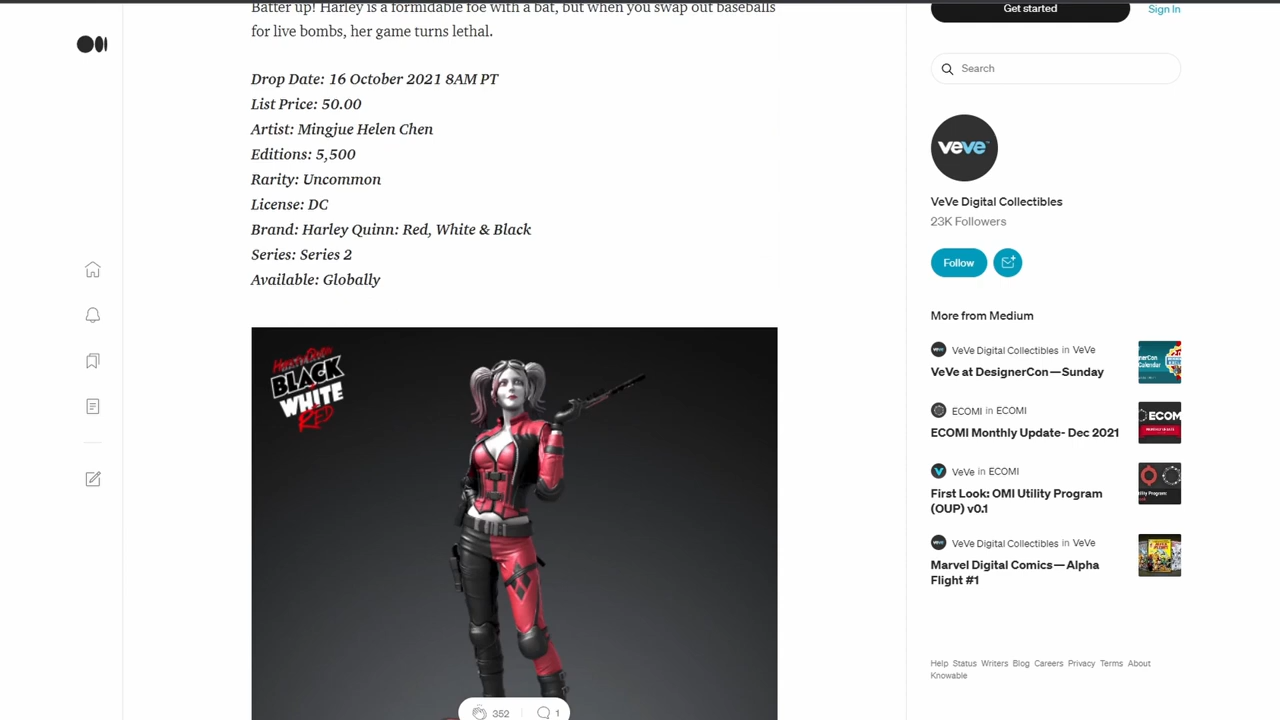 Batter up! Harley is a formidable foe with a bat, but when you swap out baseballs
for live bombs, her game turns lethal.
Drop Date: 16 October 2021 8AM PT
List Price: 50.00
Artist: Mingjue Helen Chen
Editions: 5,500
Rarity: Uncommon
License: DC
Brand: Harley Quinn: Red, White & Black
Series: Series 2
Available: Globally
Harley Quinn
BLACK
WHITE
RED
352
1
Get started
Sign In
Search
veve
VeVe Digital Collectibles
23K Followers
Follow
More from Medium
VeVe Digital Collectibles in VeVe
VeVe at DesignerCon—Sunday
ECOMI in ECOMI
ECOMI Monthly Update- Dec 2021
VeVe in ECOMI
First Look: OMI Utility Program
(OUP) v0.1
VeVe Digital Collectibles in VeVe
Marvel Digital Comics—Alpha
Flight #1
Help Status Writers Blog Careers Privacy Terms About
Knowable